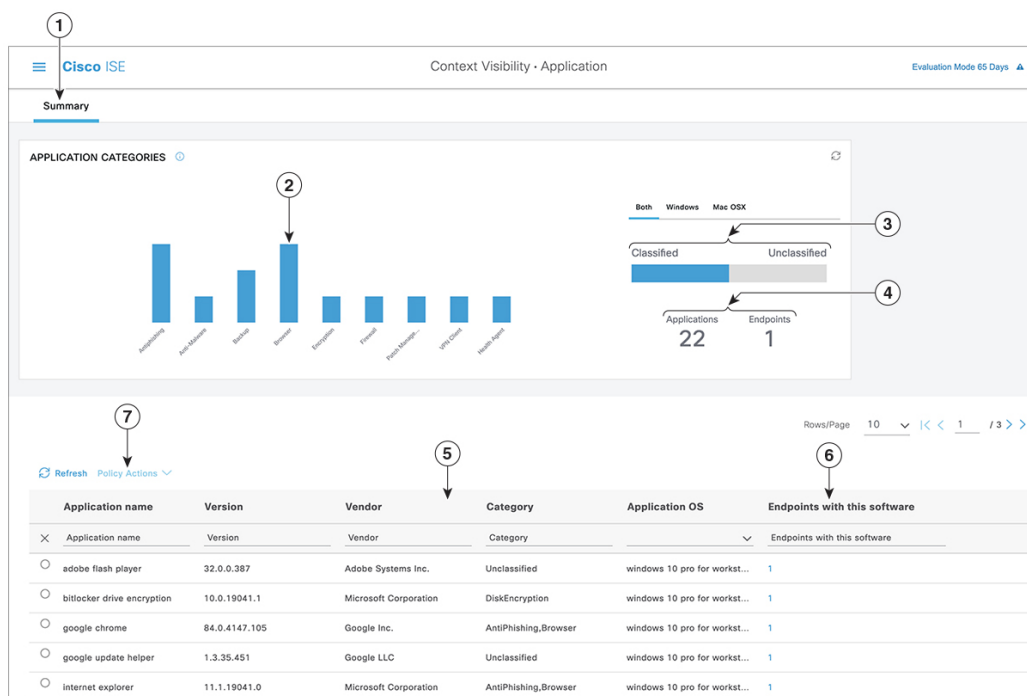 1
Cisco ISE
Context Visibility · Application
Evaluation Mode 65 Days
Summary
APPLICATION CATEGORIES
2
Both Windows Mac OSX
3
Classified Unclassified
4
Applications Endpoints
22 1
Antiphishing Anti-Malware Backup Browser Encryption Firewall Patch Manage... VPN Client Health Agent
7
Rows/Page 10 1 / 3
5
6
Refresh Policy Actions
Application name Version Vendor Category Application OS Endpoints with this software
Application name Version Vendor Category Endpoints with this software
adobe flash player 32.0.0.387 Adobe Systems Inc. Unclassified windows 10 pro for workst... 1
bitlocker drive encryption 10.0.19041.1 Microsoft Corporation DiskEncryption windows 10 pro for workst... 1
google chrome 84.0.4147.105 Google Inc. AntiPhishing,Browser windows 10 pro for workst... 1
google update helper 1.3.35.451 Google LLC Unclassified windows 10 pro for workst... 1
internet explorer 11.1.19041.0 Microsoft Corporation AntiPhishing,Browser windows 10 pro for workst... 1